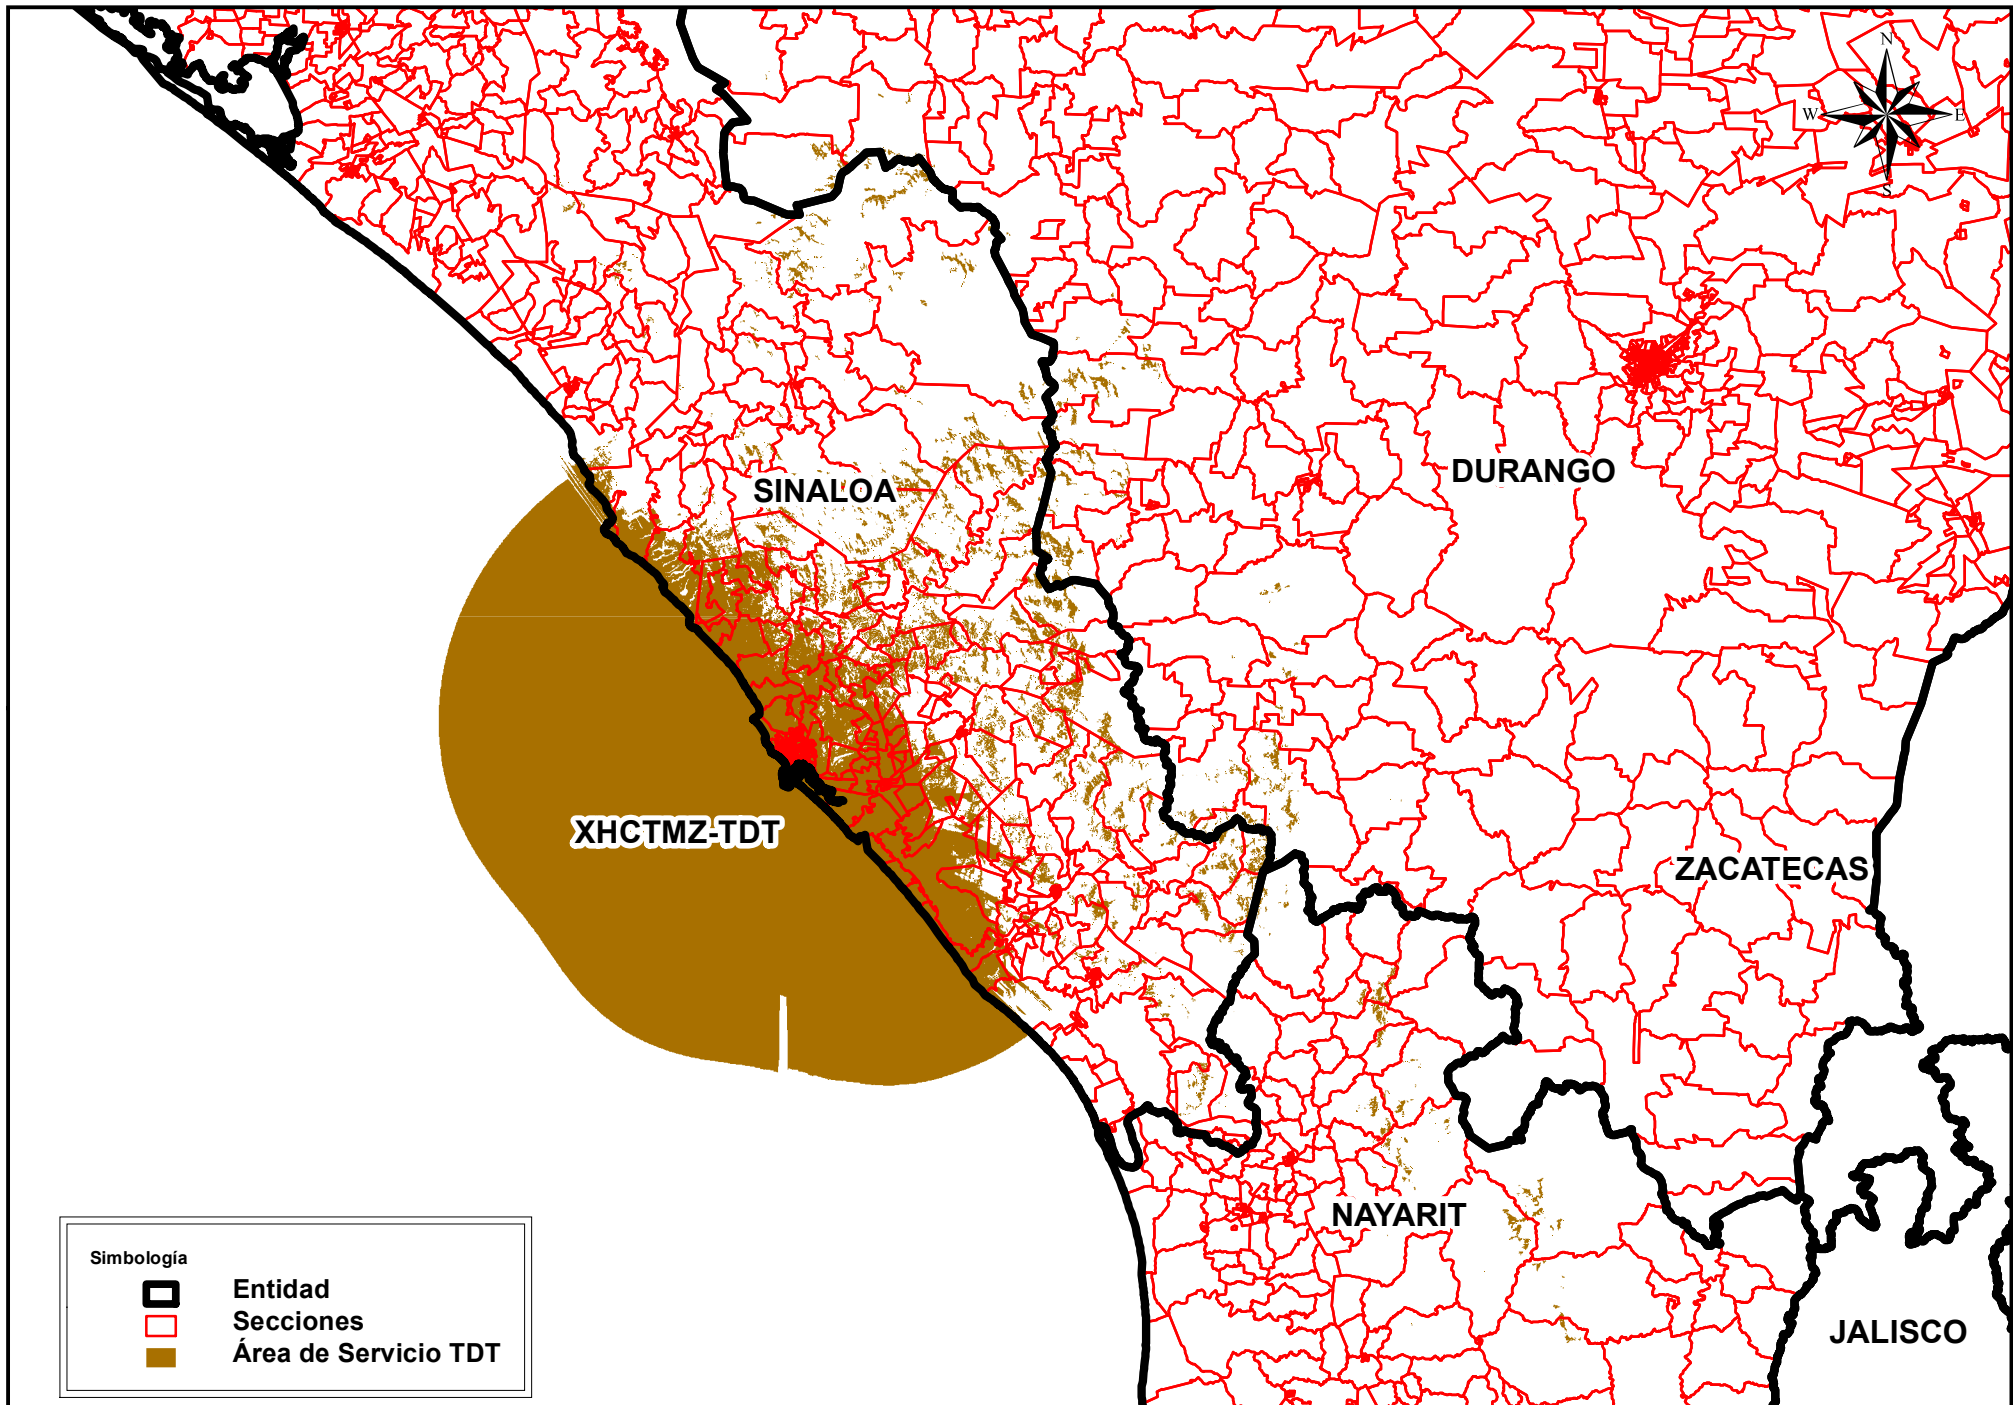 N
W
E
S
DURANGO
SINALOA
XHCTMZ-TDT
ZACATECAS
NAYARIT
JALISCO
Simbología
Entidad
Secciones
Área de Servicio TDT